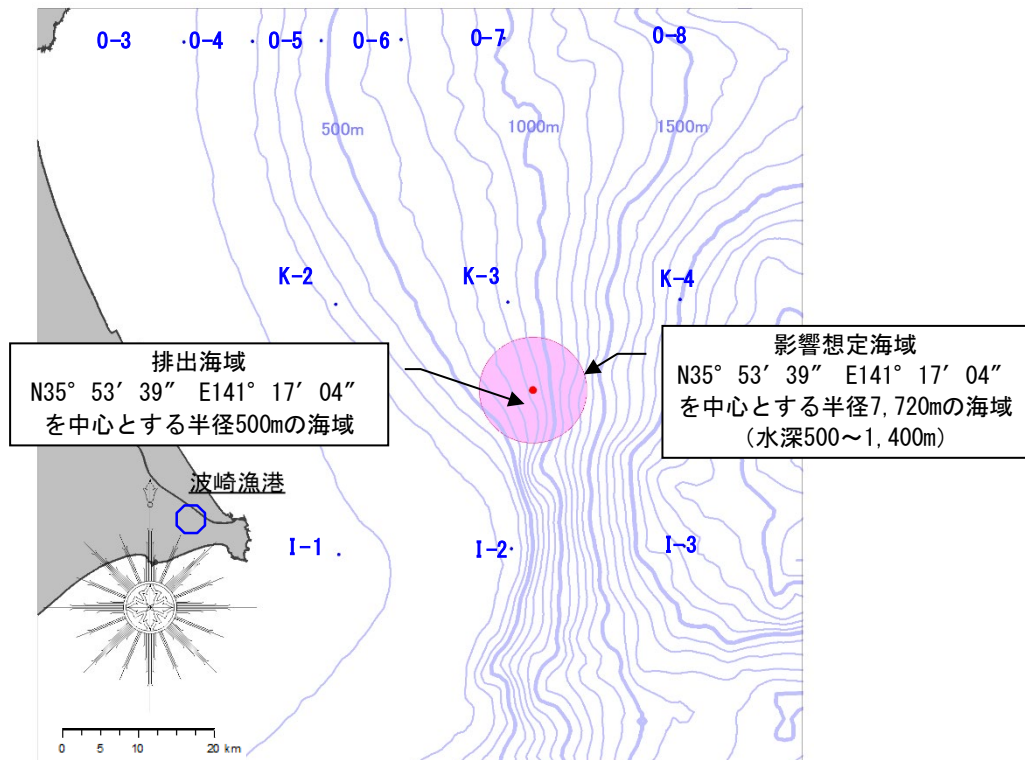 O-3
O-4
O-5
O-6
O-7
O-8
500m
1000m
1500m
K-2
K-3
K-4
排出海域
N35° 53′ 39″ E141° 17′ 04″
を中心とする半径500mの海域
影響想定海域
N35° 53′ 39″ E141° 17′ 04″
を中心とする半径7,720mの海域
(水深500～1,400m)
波崎漁港
I-1
I-2
I-3
0 5 10 20 km